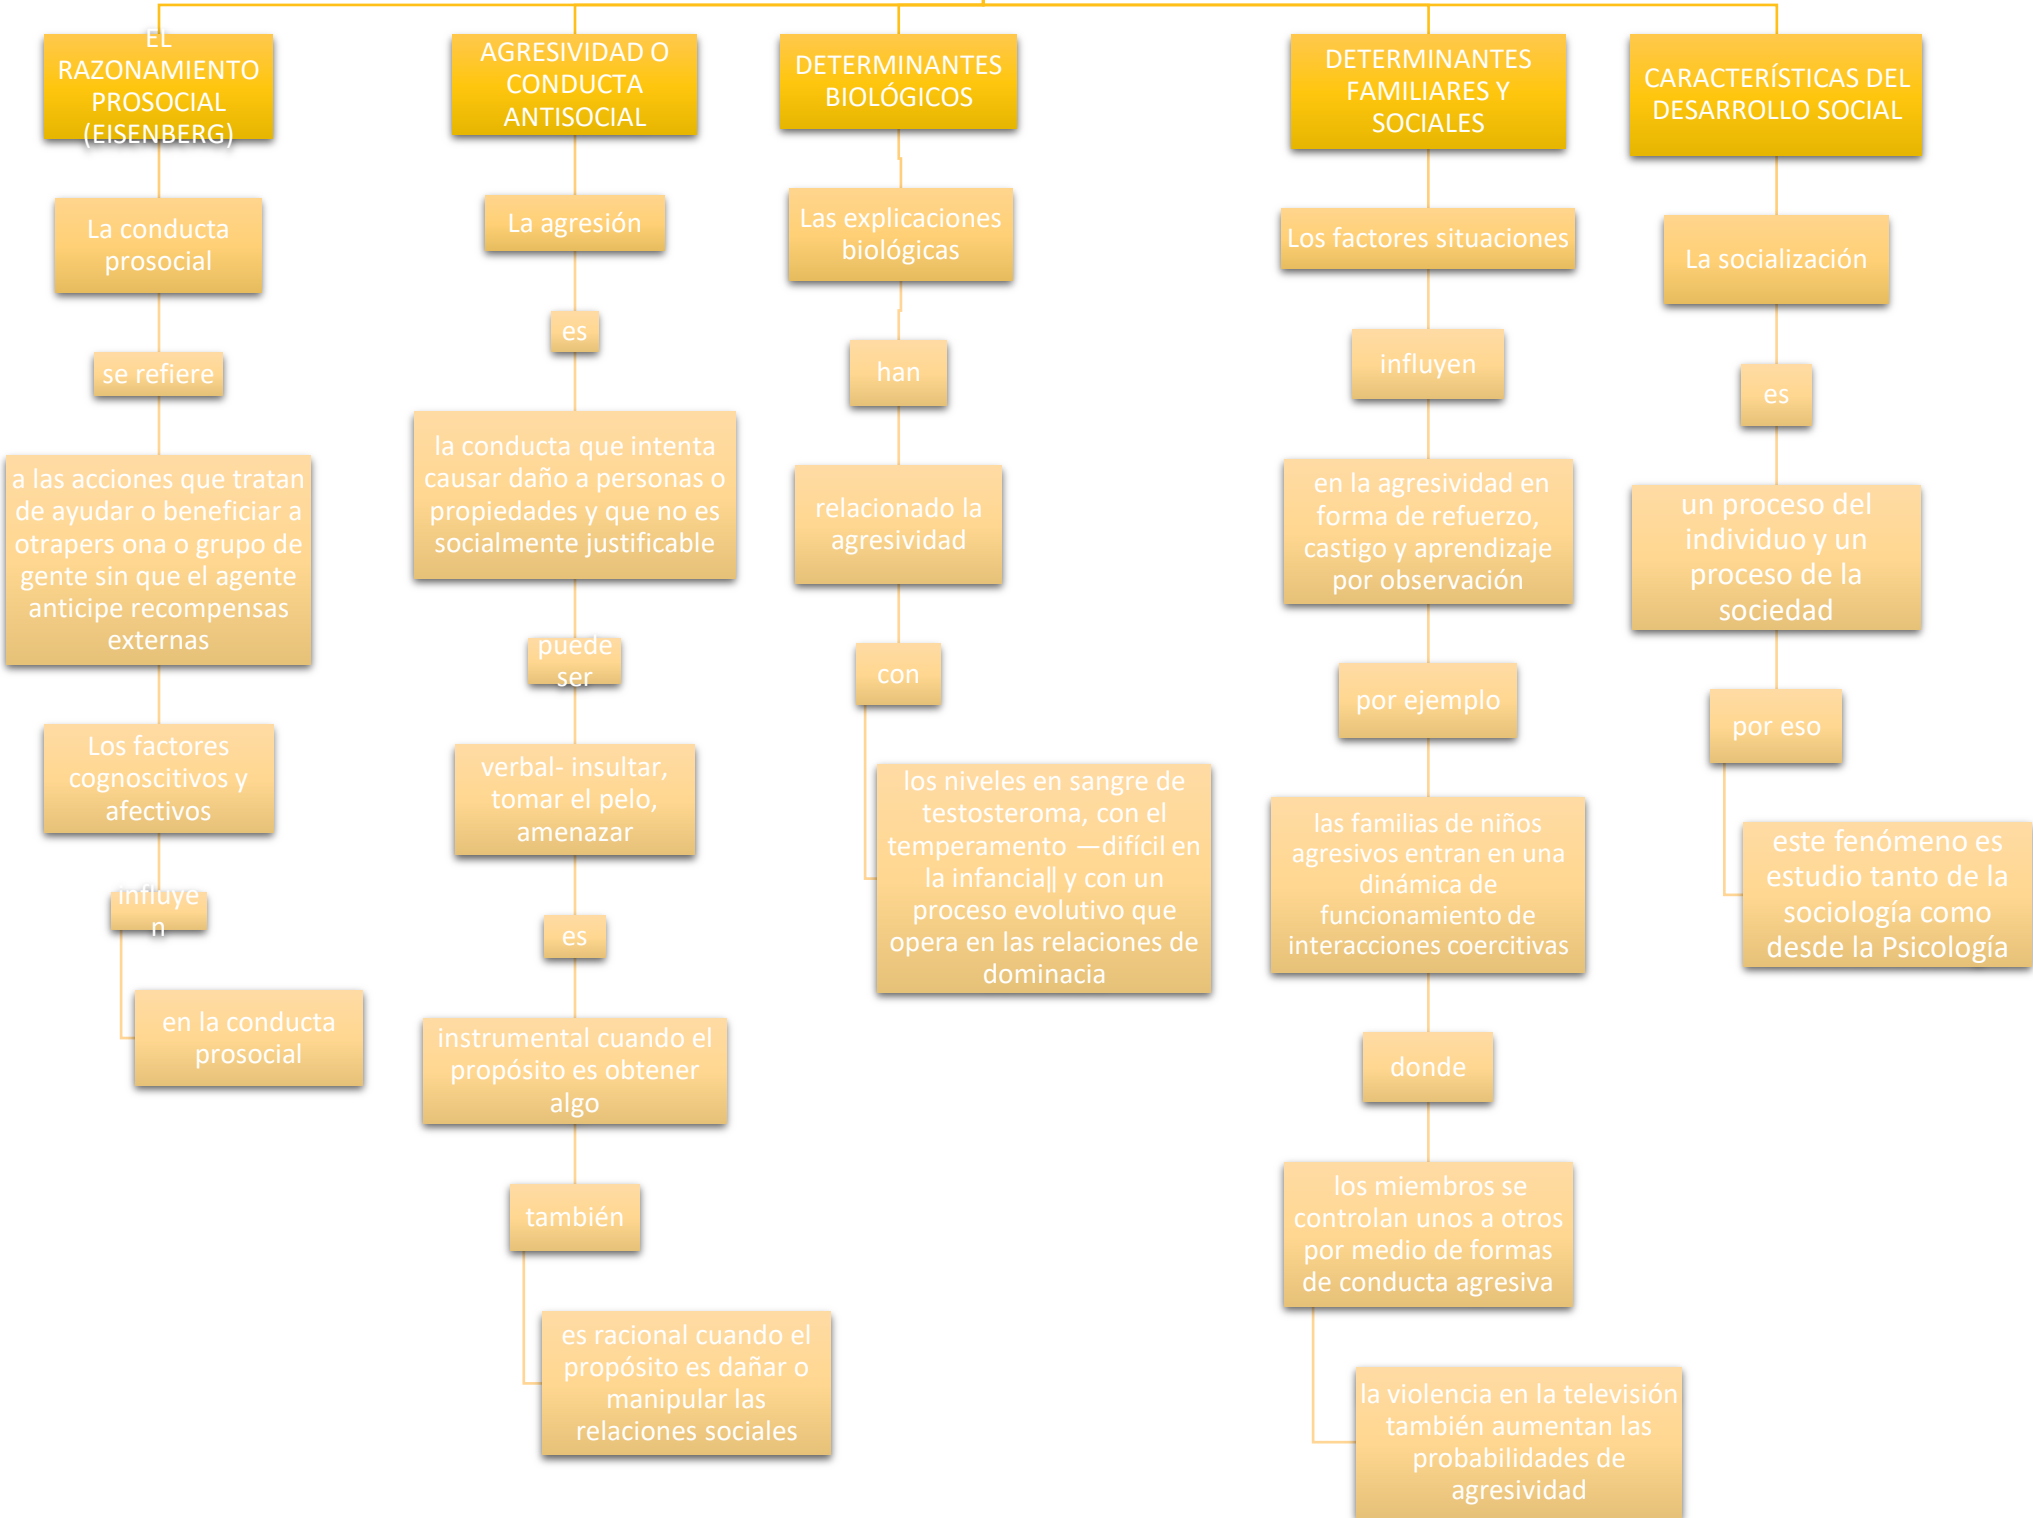 EL
RAZONAMIENTO
PROSOCIAL
(EISENBERG)
La conducta
prosocial
se refiere
a las acciones que tratan
de ayudar o beneficiar a
otrapers ona o grupo de
gente sin que el agente
anticipe recompensas
externas
Los factores
cognoscitivos y
afectivos
influye
n
en la conducta
prosocial
AGRESIVIDAD O
CONDUCTA
ANTISOCIAL
La agresión
es
la conducta que intenta
causar daño a personas o
propiedades y que no es
socialmente justificable
puede
ser
verbal- insultar,
tomar el pelo,
amenazar
es
instrumental cuando el
propósito es obtener
algo
también
es racional cuando el
propósito es dañar o
manipular las
relaciones sociales
DETERMINANTES
BIOLÓGICOS
Las explicaciones
biológicas
han
relacionado la
agresividad
con
los niveles en sangre de
testosteroma, con el
temperamento ―difícil en
la infancia‖ y con un
proceso evolutivo que
opera en las relaciones de
dominacia
DETERMINANTES
FAMILIARES Y
SOCIALES
Los factores situaciones
influyen
en la agresividad en
forma de refuerzo,
castigo y aprendizaje
por observación
por ejemplo
las familias de niños
agresivos entran en una
dinámica de
funcionamiento de
interacciones coercitivas
donde
los miembros se
controlan unos a otros
por medio de formas
de conducta agresiva
la violencia en la televisión
también aumentan las
probabilidades de
agresividad
CARACTERÍSTICAS DEL
DESARROLLO SOCIAL
La socialización
es
un proceso del
individuo y un
proceso de la
sociedad
por eso
este fenómeno es
estudio tanto de la
sociología como
desde la Psicología